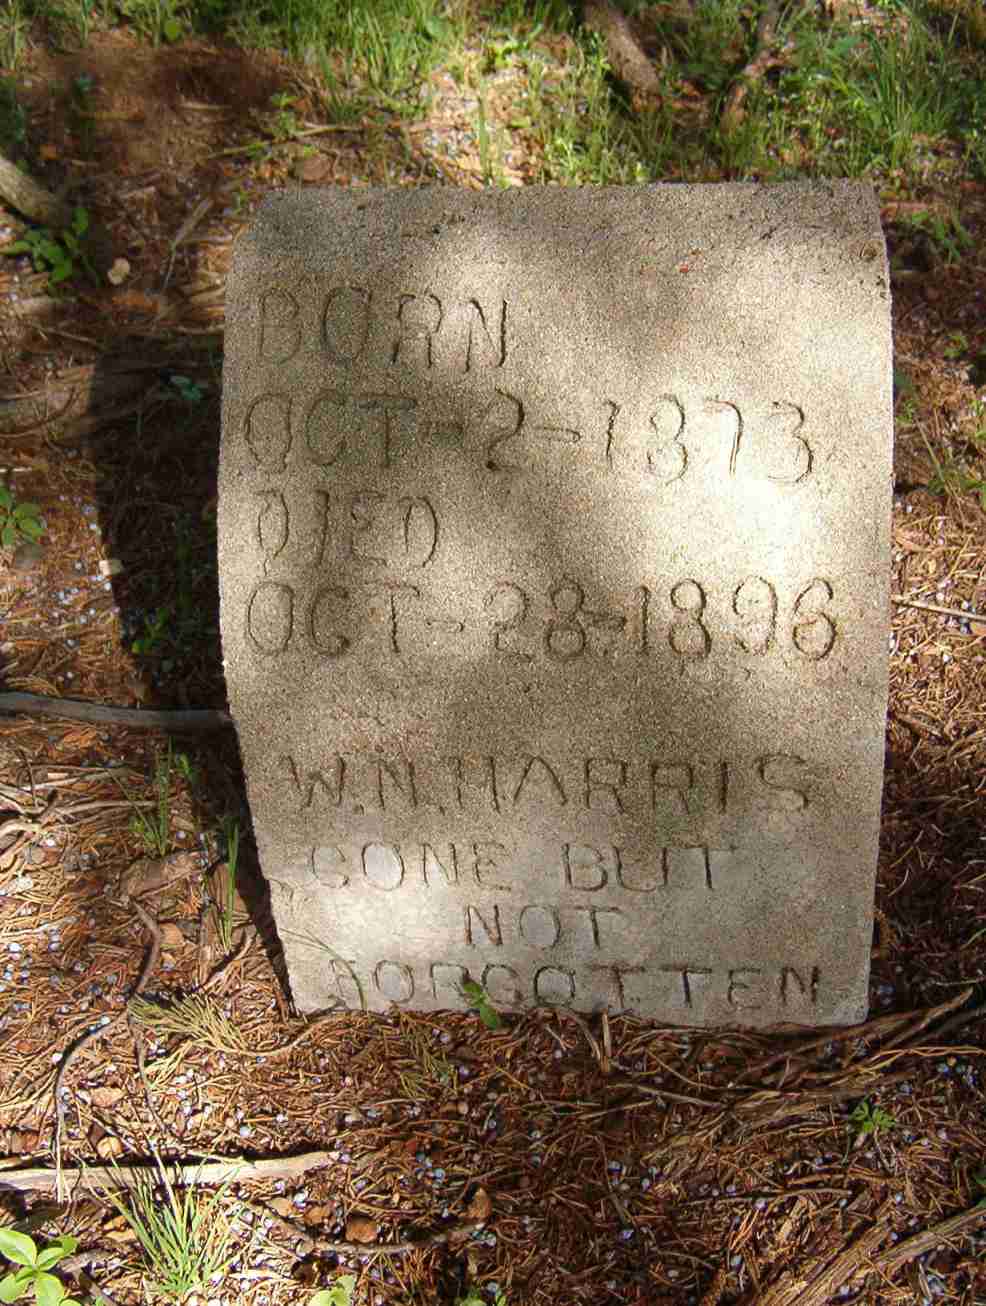 BORN
OCT-2-1873
DIED
OCT-28-1896
W.N.HARRIS
GONE BUT
NOT
FORGOTTEN